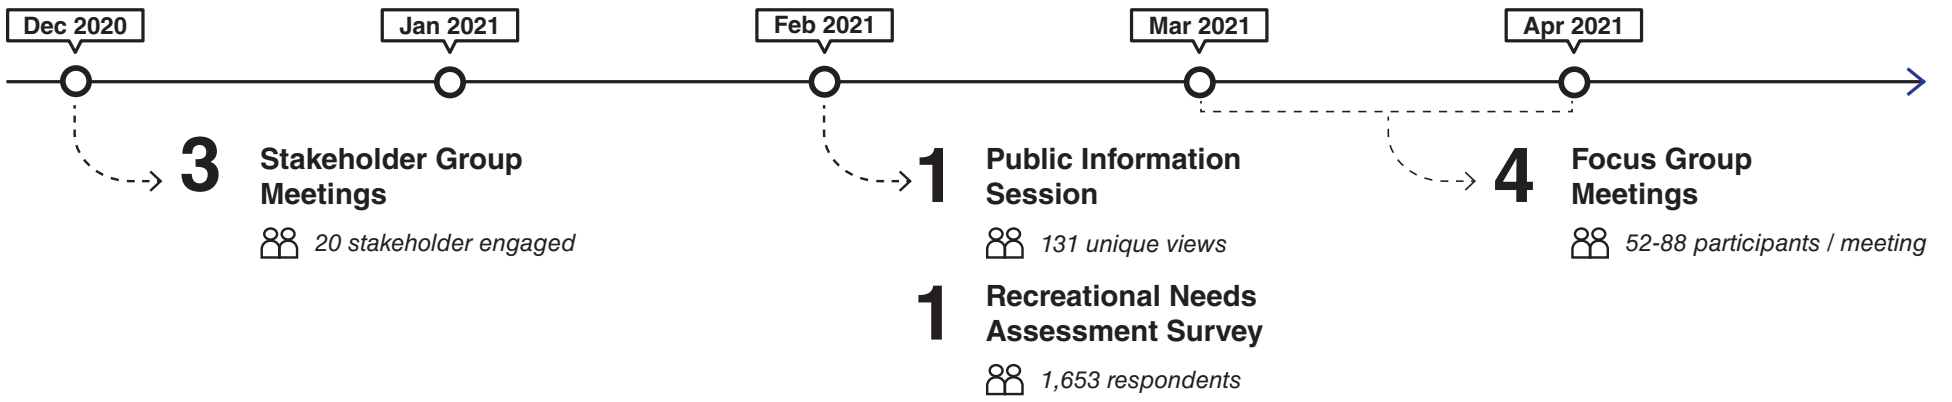 Dec 2020
Jan 2021
Feb 2021
Mar 2021
Apr 2021
3
Stakeholder Group
Meetings
20 stakeholder engaged
1
Public Information
Session
131 unique views
1
Recreational Needs
Assessment Survey
1,653 respondents
4
Focus Group
Meetings
52-88 participants / meeting